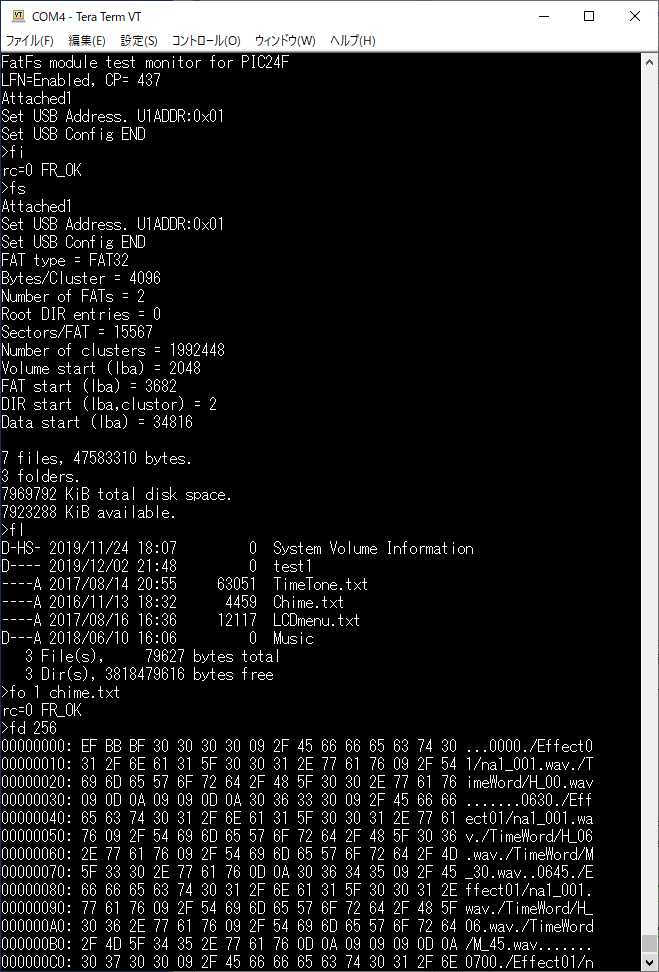 COM4 - Tera Term VT
ファイル(F) 編集(E) 設定(S) コントロール(O) ウィンドウ(W) ヘルプ(H)
FatFs module test monitor for PIC24F
LFN=Enabled, CP= 437
Attached1
Set USB Address. U1ADDR:0x01
Set USB Config END
>fi
rc=0 FR_OK
>fs
Attached1
Set USB Address. U1ADDR:0x01
Set USB Config END
FAT type = FAT32
Bytes/Cluster = 4096
Number of FATs = 2
Root DIR entries = 0
Sectors/FAT = 15567
Number of clusters = 1992448
Volume start (lba) = 2048
FAT start (lba) = 3682
DIR start (lba,clustor) = 2
Data start (lba) = 34816
7 files, 47583310 bytes.
3 folders.
7969792 KiB total disk space.
7923288 KiB available.
>fl
D-HS- 2019/11/24 18:07 0 System Volume Information
D---- 2019/12/02 21:48 0 test1
----A 2017/08/14 20:55 63051 TimeTone.txt
----A 2016/11/13 18:32 4459 Chime.txt
----A 2017/08/16 16:36 12117 LCDmenu.txt
D---A 2018/06/10 16:06 0 Music
3 File(s), 79627 bytes total
3 Dir(s), 3818479616 bytes free
>fo 1 chime.txt
rc=0 FR_OK
>fd 256
00000000: EF BB BF 30 30 30 30 09 2F 45 66 66 65 63 74 30 ...0000./Effect0
00000010: 31 2F 6E 61 31 5F 30 30 31 2E 77 61 76 09 2F 54 1/na1_001.wav./T
00000020: 69 6D 65 57 6F 72 64 2F 48 5F 30 30 2E 77 61 76 imeWord/H_00.wav
00000030: 09 0D 0A 09 09 0D 0A 30 36 33 30 09 2F 45 66 66 .......0630./Eff
00000040: 65 63 74 30 31 2F 6E 61 31 5F 30 30 31 2E 77 61 ect01/na1_001.wa
00000050: 76 09 2F 54 69 6D 65 57 6F 72 64 2F 48 5F 30 36 v./TimeWord/H_06
00000060: 2E 77 61 76 09 2F 54 69 6D 65 57 6F 72 64 2F 4D .wav./TimeWord/M
00000070: 5F 33 30 2E 77 61 76 0D 0A 30 36 34 35 09 2F 45 _30.wav..0645./E
00000080: 66 66 65 63 74 30 31 2F 6E 61 31 5F 30 30 31 2E ffect01/na1_001.
00000090: 77 61 76 09 2F 54 69 6D 65 57 6F 72 64 2F 48 5F wav./TimeWord/H_
000000A0: 30 36 2E 77 61 76 09 2F 54 69 6D 65 57 6F 72 64 06.wav./TimeWord
000000B0: 2F 4D 5F 34 35 2E 77 61 76 0D 0A 09 09 09 0D 0A /M_45.wav.......
000000C0: 30 37 30 30 09 2F 45 66 66 65 63 74 30 31 2F 6E 0700./Effect01/n